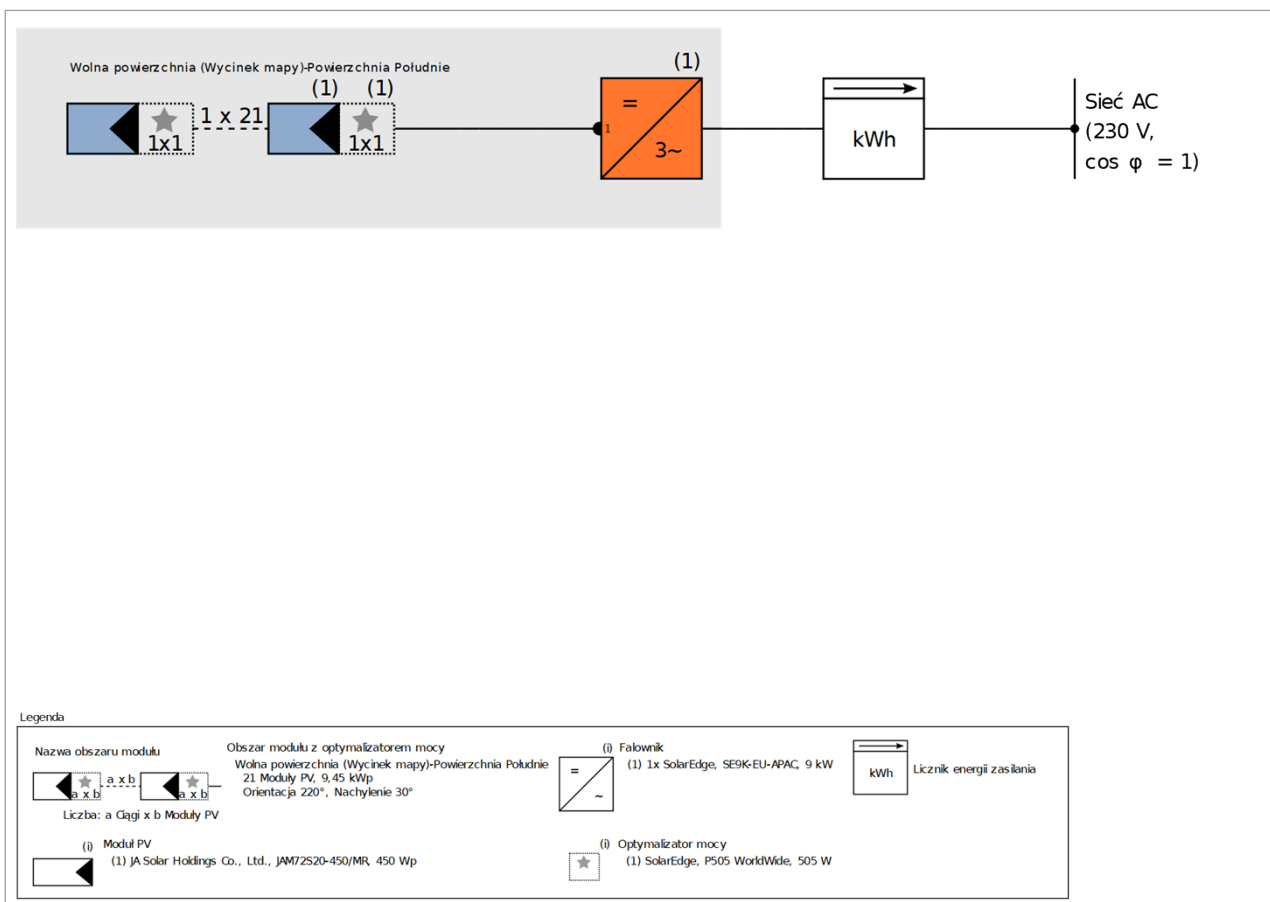 Wolna powierzchnia (Wycinek mapy)-Powierzchnia Południe
(1) (1) (1)
1x1 1 x 21 1x1
1
=
3~
kWh
Sieć AC
(230 V,
cos φ = 1)
Legenda
Nazwa obszaru modułu
a x b
a x b a x b
Liczba: a Ciągi x b Moduły PV
Obszar modułu z optymalizatorem mocy
Wolna powierzchnia (Wycinek mapy)-Powierzchnia Południe
21 Moduły PV, 9,45 kWp
Orientacja 220°, Nachylenie 30°
(i) Falownik
(1) 1x SolarEdge, SE9K-EU-APAC, 9 kW
=
~
kWh
Licznik energii zasilania
(i) Moduł PV
(1) JA Solar Holdings Co., Ltd., JAM72S20-450/MR, 450 Wp
(i) Optymalizator mocy
(1) SolarEdge, P505 WorldWide, 505 W